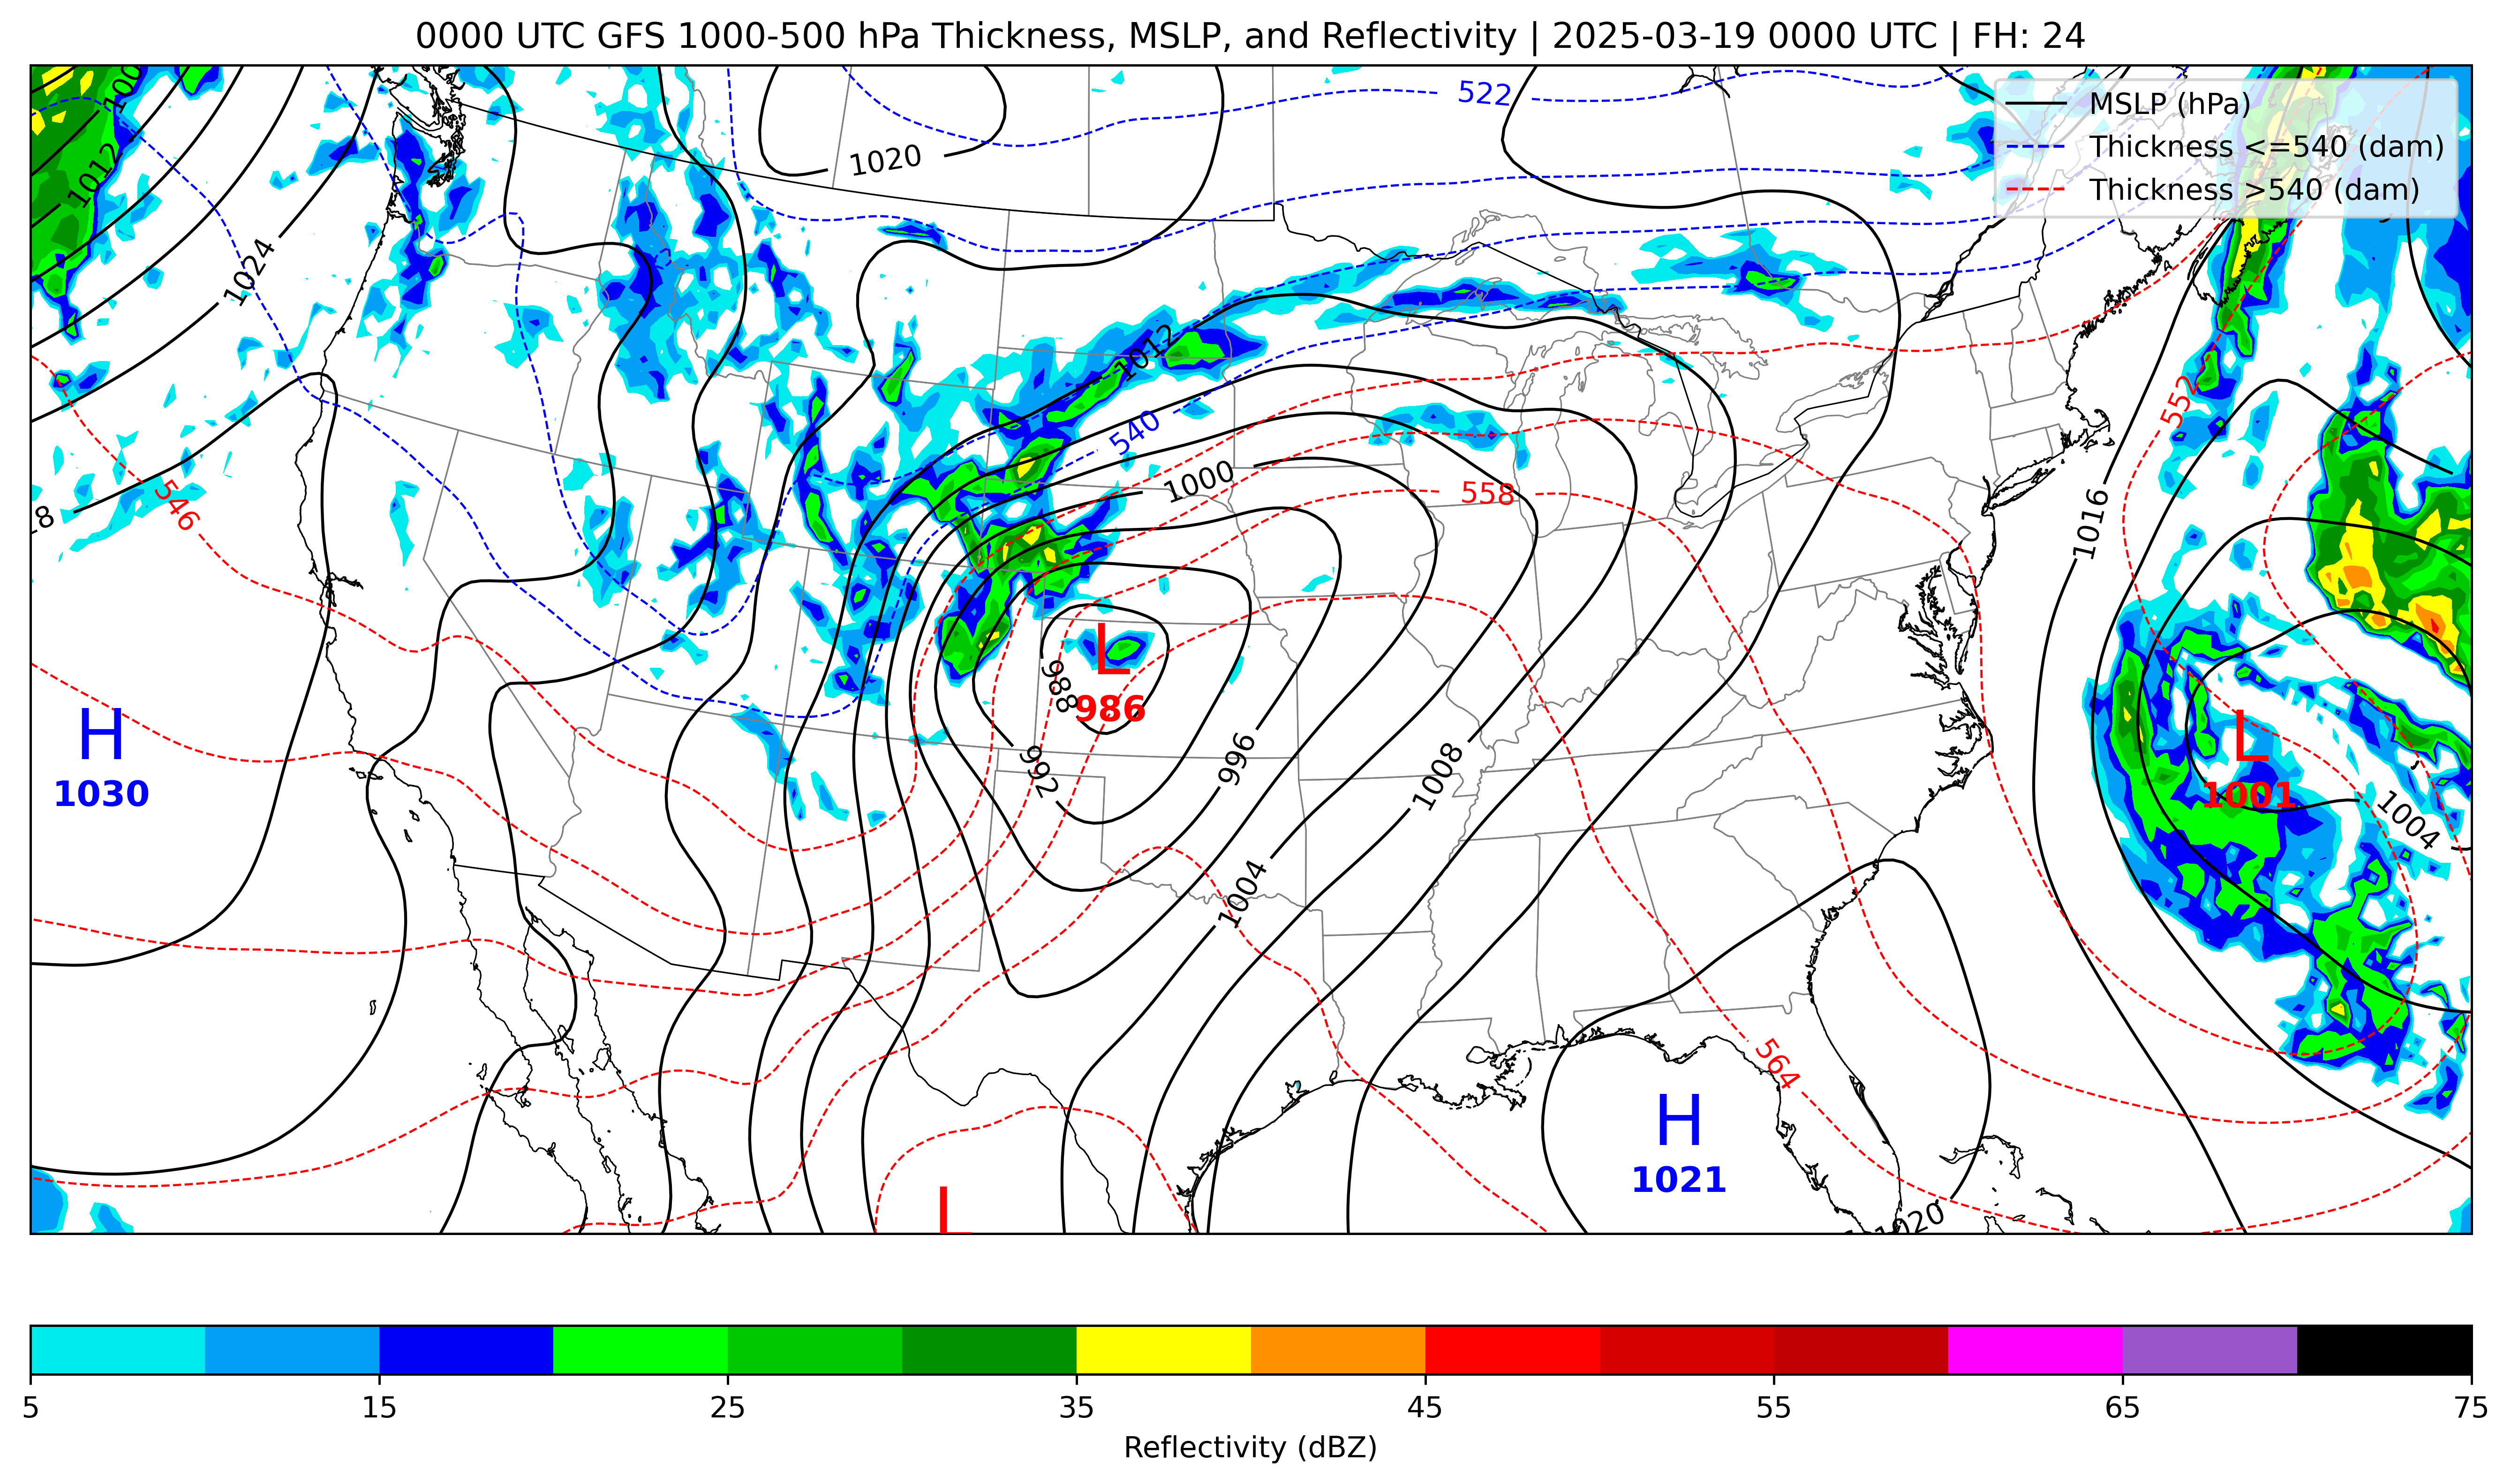 0000 UTC GFS 1000-500 hPa Thickness, MSLP, and Reflectivity | 2025-03-19 0000 UTC | FH: 24
MSLP (hPa)
Thickness <=540 (dam)
Thickness >540 (dam)
522
100
1012
1020
1024
1012
552
540
1000
558
546
8
1016
L
986
988
H
1030
992
996
1008
L
1001
1004
1004
564
H
1021
L
1020
5 15 25 35 45 55 65 75
Reflectivity (dBZ)